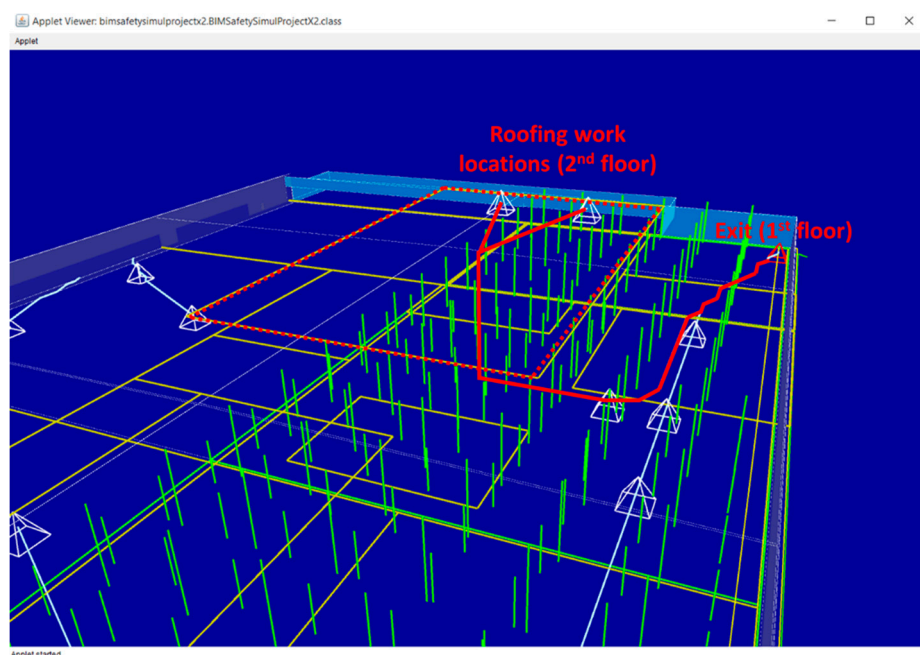 Applet Viewer: bimsafetysimulprojectx2.BIMSafetySimulProjectX2.class
Applet
Roofing work
locations (2nd floor)
Exit (1st floor)
Applet started.